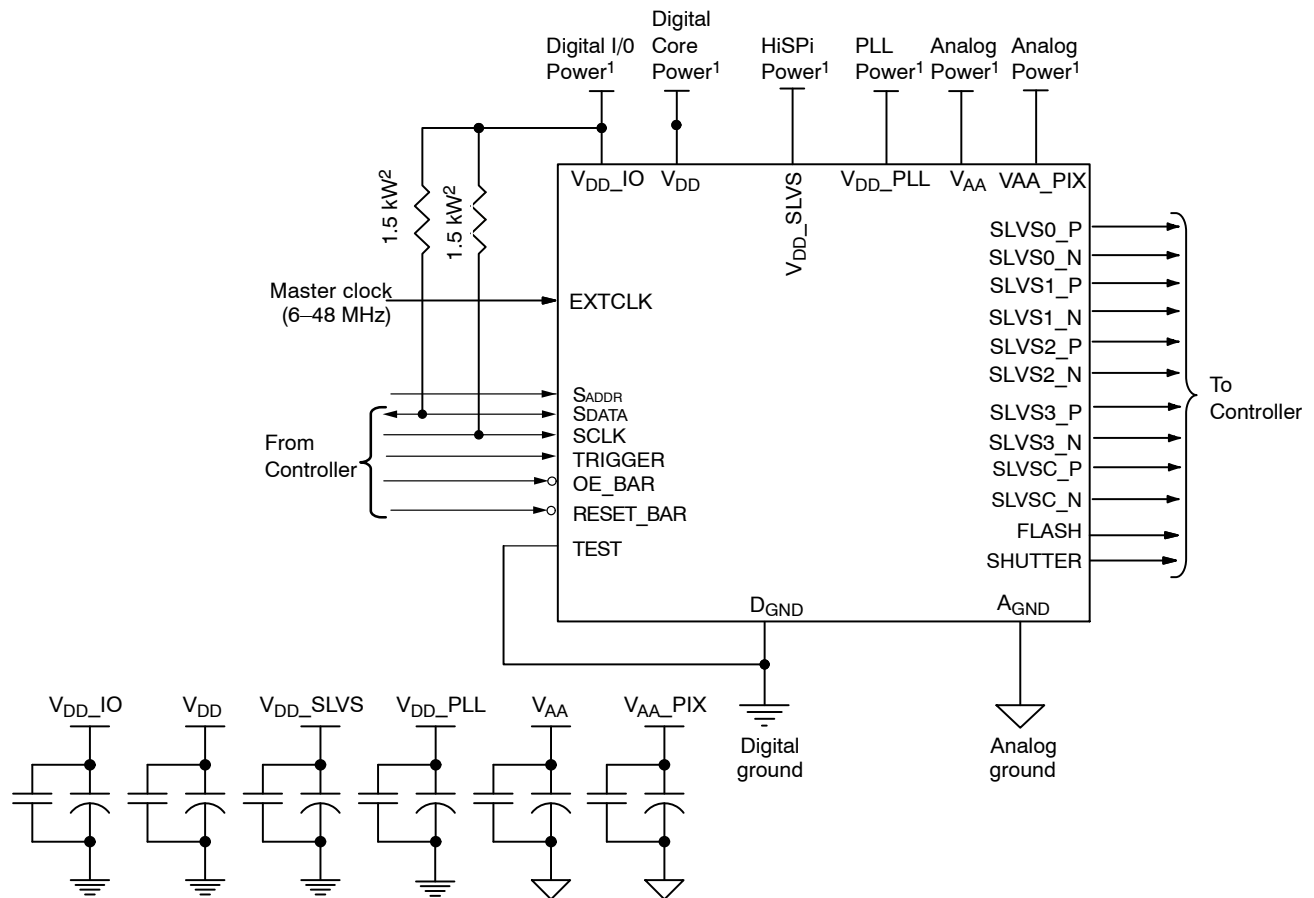 Digital I/0
Power1
Digital
Core
Power1
HiSPi
Power1
PLL
Power1
Analog
Power1
Analog
Power1
1.5 kW2
1.5 kW2
VDD_IO
VDD
VDD_SLVS
VDD_PLL
VAA
VAA_PIX
Master clock
(6–48 MHz)
EXTCLK
SADDR
SDATA
SCLK
TRIGGER
OE_BAR
RESET_BAR
TEST
From
Controller
SLVS0_P
SLVS0_N
SLVS1_P
SLVS1_N
SLVS2_P
SLVS2_N
SLVS3_P
SLVS3_N
SLVSC_P
SLVSC_N
FLASH
SHUTTER
To
Controller
DGND
AGND
Digital
ground
Analog
ground
VDD_IO
VDD
VDD_SLVS
VDD_PLL
VAA
VAA_PIX